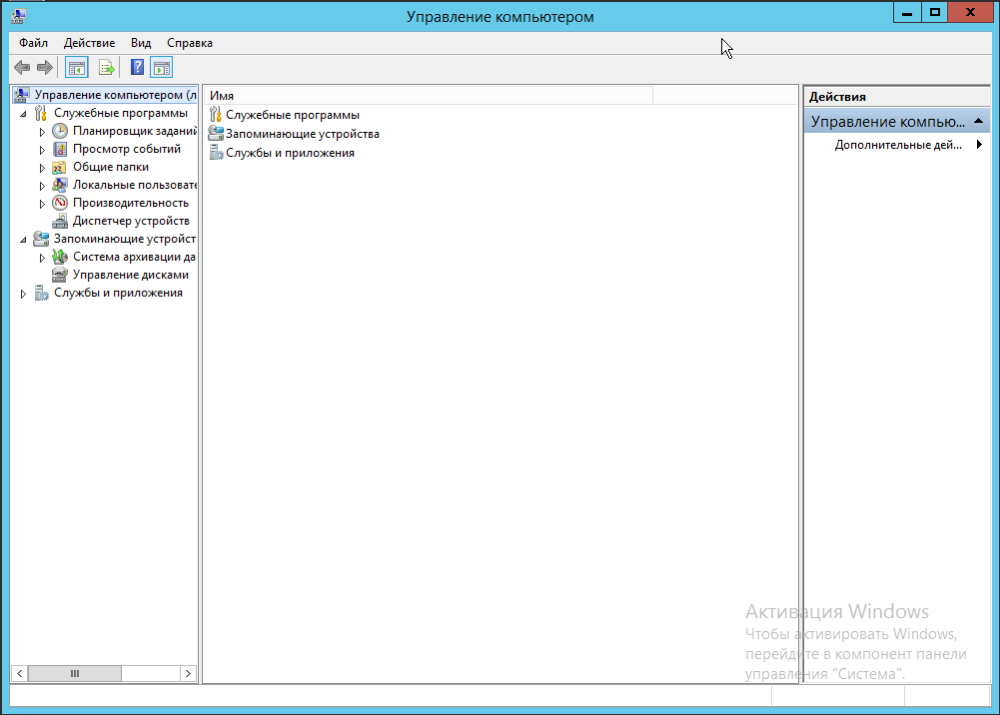 Управление компьютером
Файл Действие Вид Справка
Управление компьютером (л
Служебные программы
Планировщик заданий
Просмотр событий
Общие папки
Локальные пользоват
Производительность
Диспетчер устройств
Запоминающие устройст
Система архивации да
Управление дисками
Службы и приложения
Имя
Служебные программы
Запоминающие устройства
Службы и приложения
Действия
Управление компью...
Дополнительные дей...
Активация Windows
Чтобы активировать Windows,
перейдите в компонент панели
управления "Система".